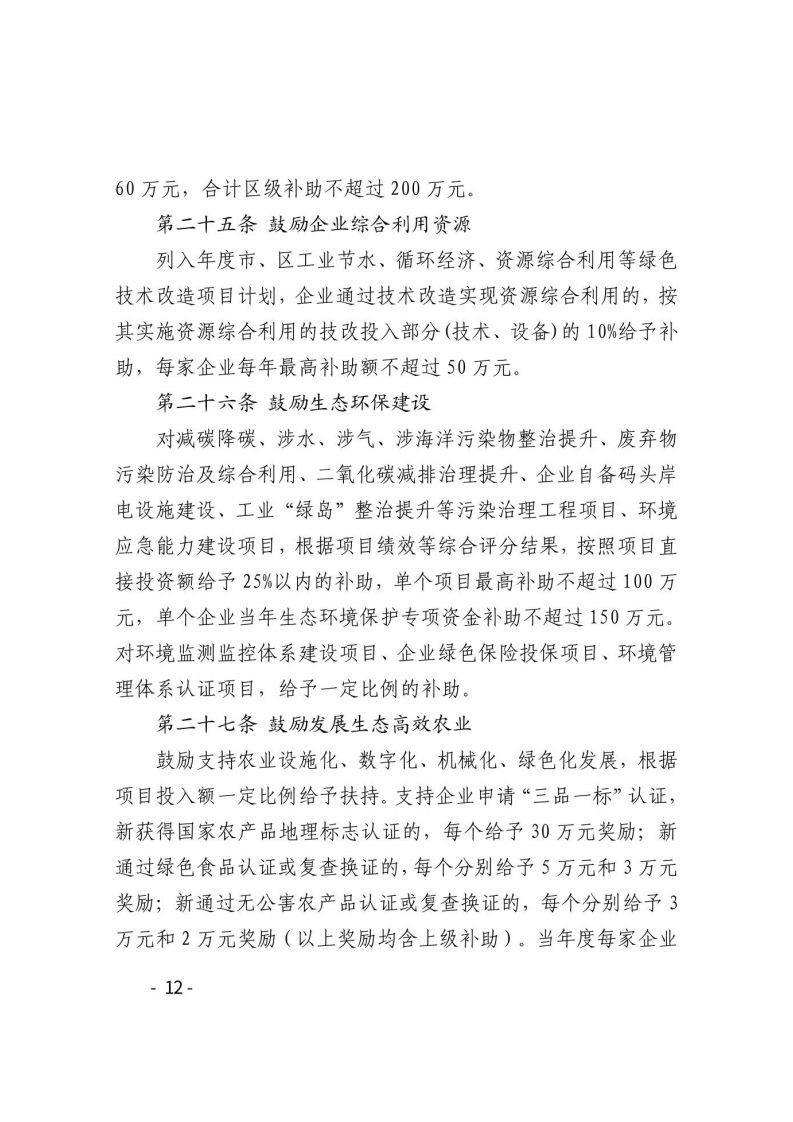 60 万元，合计区级补助不超过 200 万元。
第二十五条 鼓励企业综合利用资源
列入年度市、区工业节水、循环经济、资源综合利用等绿色
技术改造项目计划，企业通过技术改造实现资源综合利用的，按
其实施资源综合利用的技改投入部分(技术、设备)的 10%给予补
助，每家企业每年最高补助额不超过 50 万元。
第二十六条 鼓励生态环保建设
对减碳降碳、涉水、涉气、涉海洋污染物整治提升、废弃物
污染防治及综合利用、二氧化碳减排治理提升、企业自备码头岸
电设施建设、工业“绿岛”整治提升等污染治理工程项目、环境
应急能力建设项目，根据项目绩效等综合评分结果，按照项目直
接投资额给予 25%以内的补助，单个项目最高补助不超过 100 万
元，单个企业当年生态环境保护专项资金补助不超过 150 万元。
对环境监测监控体系建设项目、企业绿色保险投保项目、环境管
理体系认证项目，给予一定比例的补助。
第二十七条 鼓励发展生态高效农业
鼓励支持农业设施化、数字化、机械化、绿色化发展，根据
项目投入额一定比例给予扶持。支持企业申请“三品一标”认证，
新获得国家农产品地理标志认证的，每个给予 30 万元奖励；新
通过绿色食品认证或复查换证的，每个分别给予 5 万元和 3 万元
奖励；新通过无公害农产品认证或复查换证的，每个分别给予 3
万元和 2 万元奖励（以上奖励均含上级补助）。当年度每家企业
- 12 -